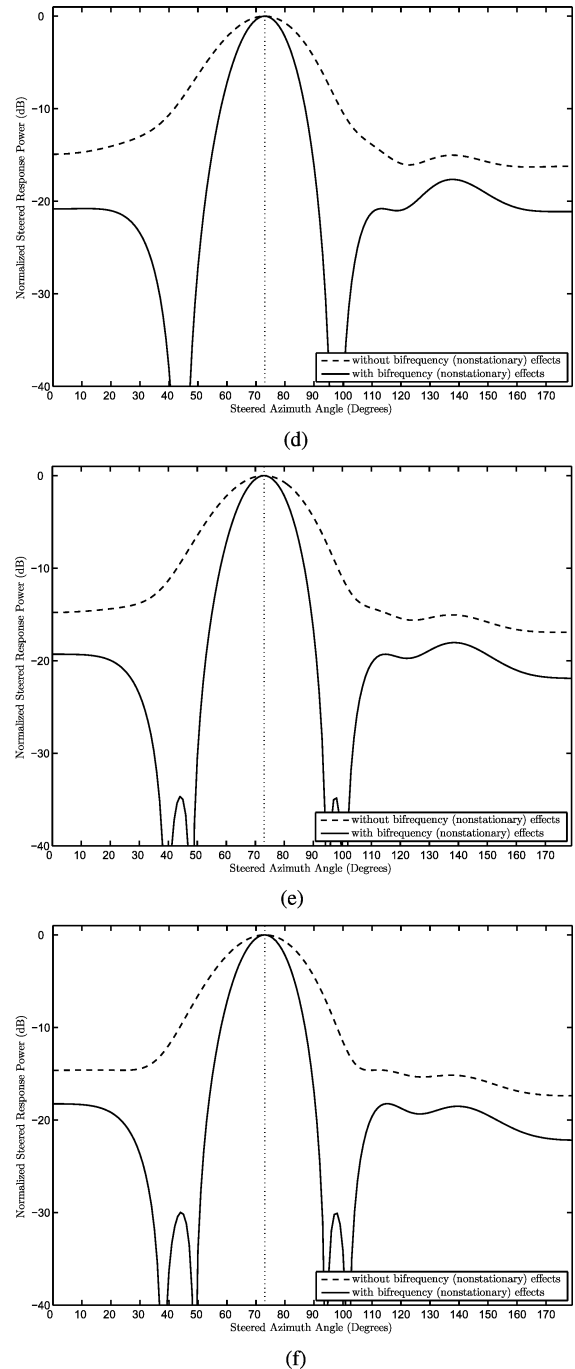 0
−10
−20
−30
−40
Normalized Steered Response Power (dB)
without bifrequency (nonstationary) effects
with bifrequency (nonstationary) effects
0 10 20 30 40 50 60 70 80 90 100 110 120 130 140 150 160 170
Steered Azimuth Angle (Degrees)
(d)
0
−10
−20
−30
−40
Normalized Steered Response Power (dB)
without bifrequency (nonstationary) effects
with bifrequency (nonstationary) effects
0 10 20 30 40 50 60 70 80 90 100 110 120 130 140 150 160 170
Steered Azimuth Angle (Degrees)
(e)
0
−10
−20
−30
−40
Normalized Steered Response Power (dB)
without bifrequency (nonstationary) effects
with bifrequency (nonstationary) effects
0 10 20 30 40 50 60 70 80 90 100 110 120 130 140 150 160 170
Steered Azimuth Angle (Degrees)
(f)